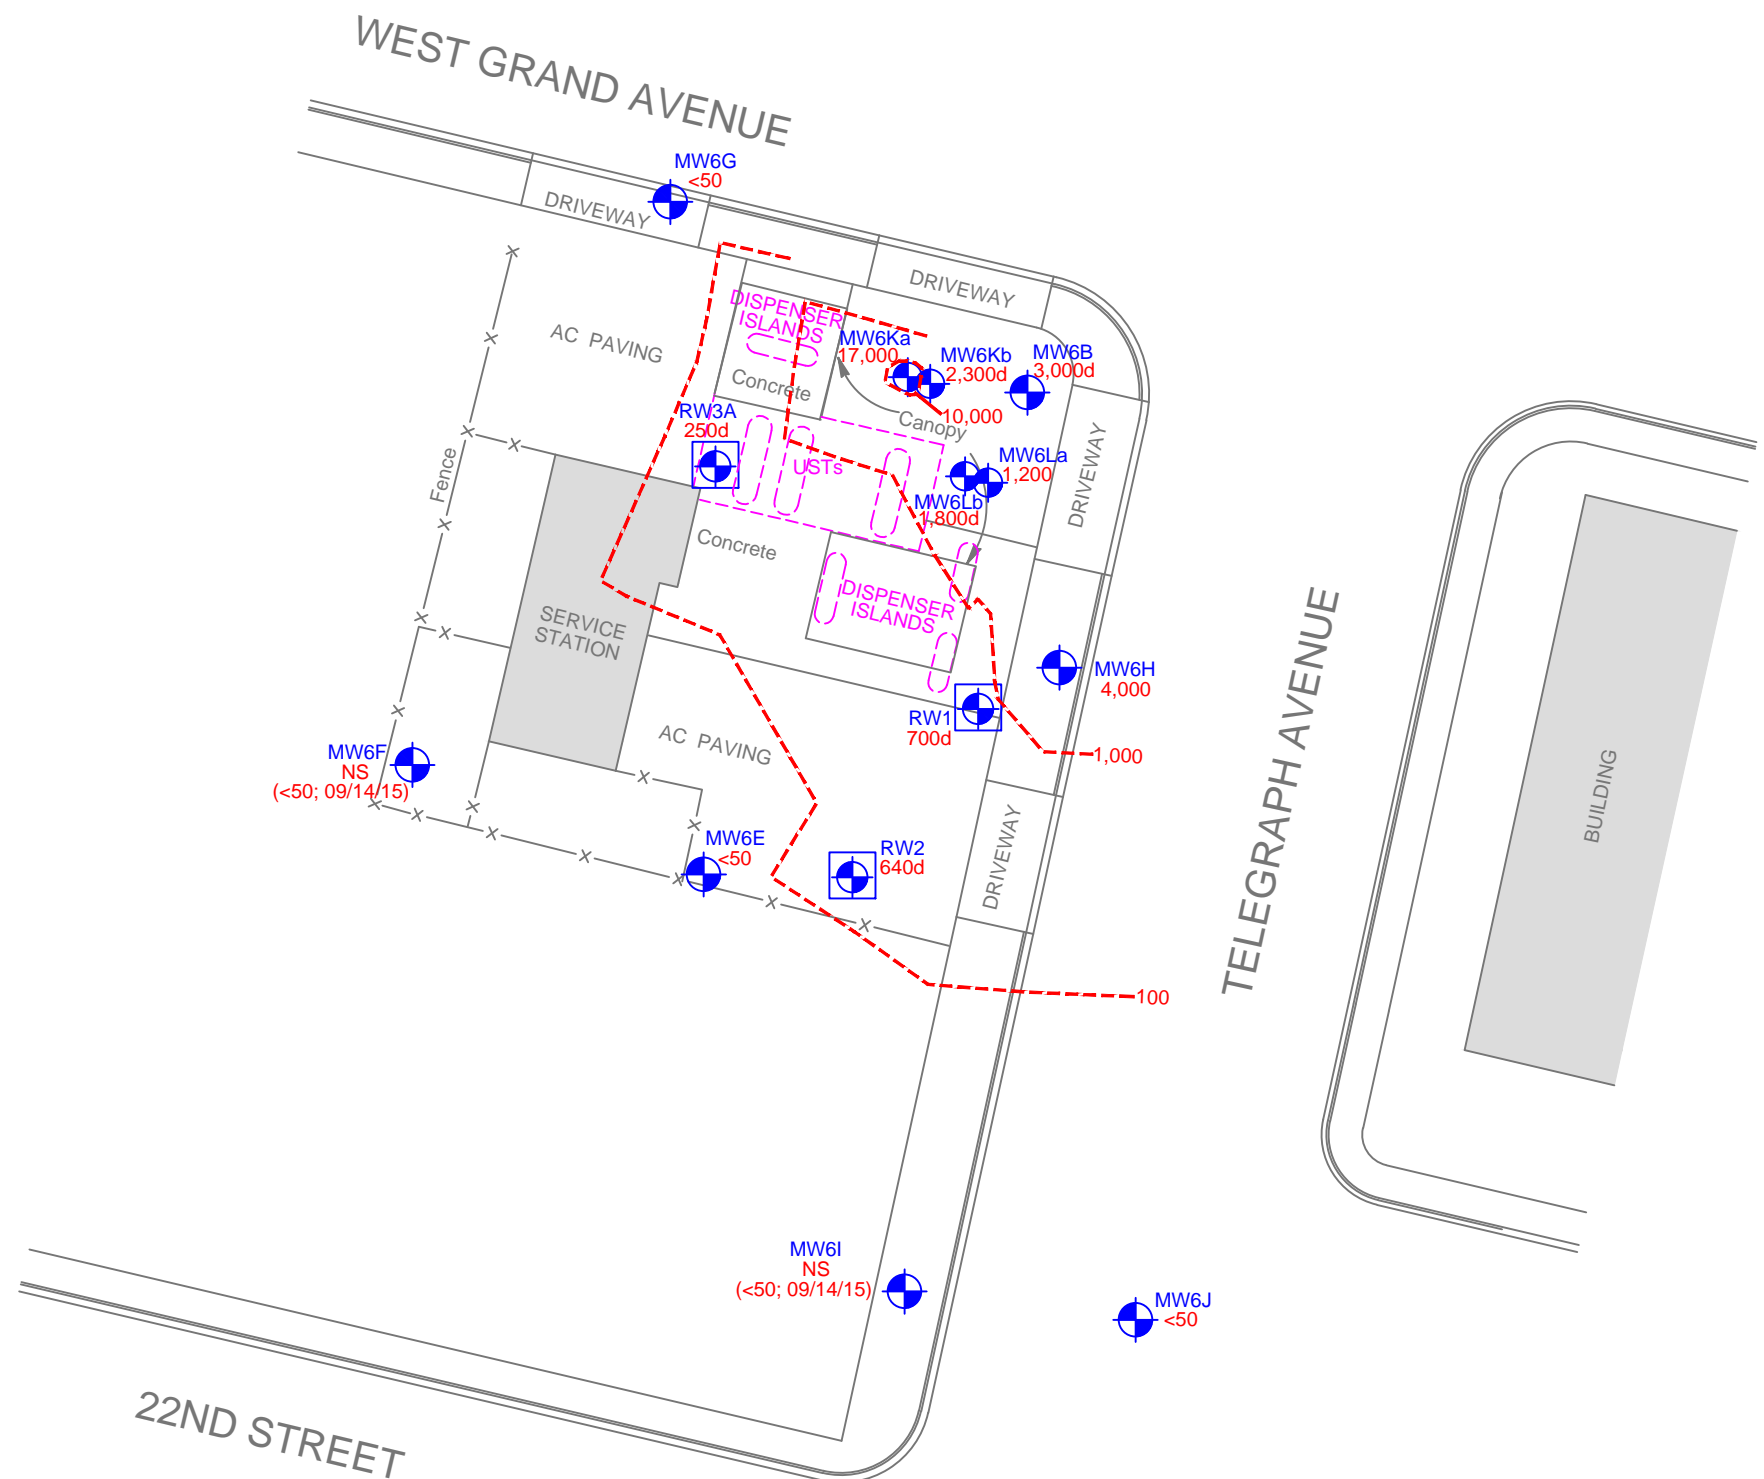 WEST GRAND AVENUE
MW6G
<50
DRIVEWAY
DRIVEWAY
DISPENSER
ISLANDS
AC PAVING
MW6Ka
17,000
MW6Kb
2,300d
MW6B
3,000d
Concrete
10,000
Canopy
RW3A
250d
USTs
MW6La
1,200
MW6Lb
1,800d
DRIVEWAY
Fence
Concrete
DISPENSER
ISLANDS
SERVICE
STATION
MW6H
4,000
RW1
700d
TELEGRAPH AVENUE
AC PAVING
1,000
MW6F
NS
(<50; 09/14/15)
BUILDING
MW6E
<50
RW2
640d
DRIVEWAY
100
MW6I
NS
(<50; 09/14/15)
MW6J
<50
22ND STREET